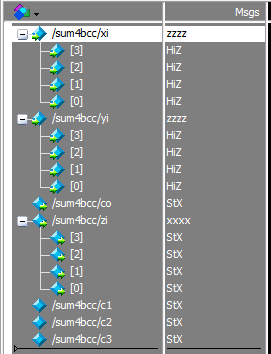 Msgs
/sum4bcc/xi zzzz
[3] HiZ
[2] HiZ
[1] HiZ
[0] HiZ
/sum4bcc/yi zzzz
[3] HiZ
[2] HiZ
[1] HiZ
[0] HiZ
/sum4bcc/co StX
/sum4bcc/zi xxxx
[3] StX
[2] StX
[1] StX
[0] StX
/sum4bcc/c1 StX
/sum4bcc/c2 StX
/sum4bcc/c3 StX